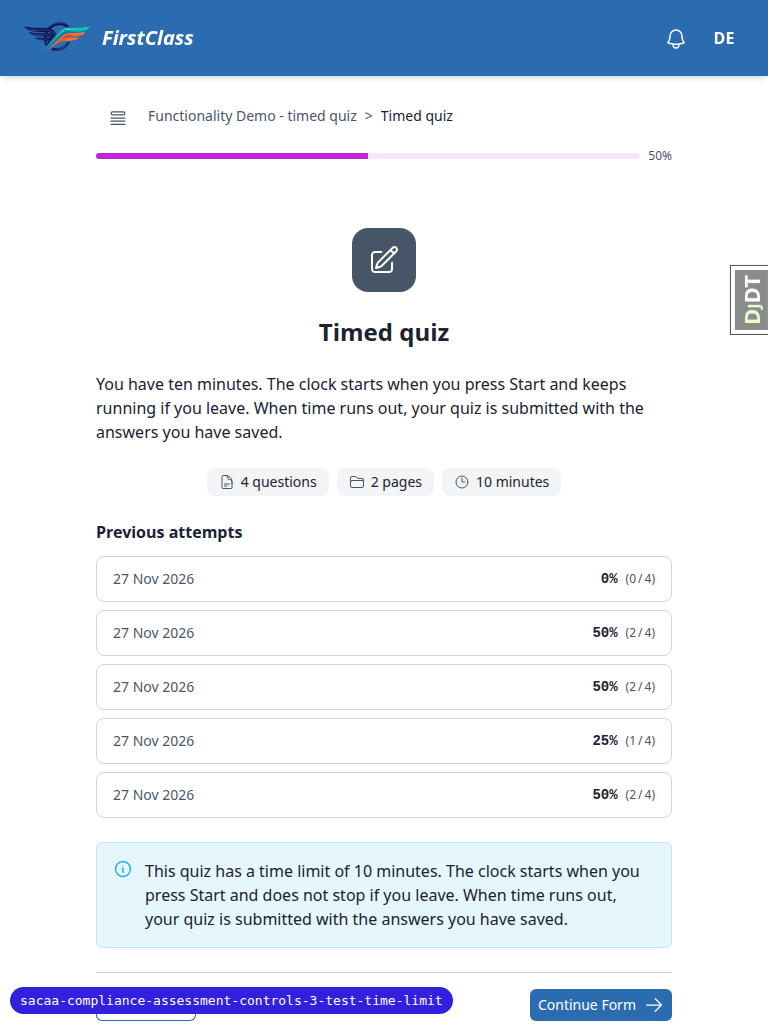 FirstClass
DE
Functionality Demo - timed quiz > Timed quiz
50%
DjDT
Timed quiz
You have ten minutes. The clock starts when you press Start and keeps
running if you leave. When time runs out, your quiz is submitted with the
answers you have saved.
4 questions
2 pages
10 minutes
Previous attempts
27 Nov 2026 0% (0 / 4)
27 Nov 2026 50% (2 / 4)
27 Nov 2026 50% (2 / 4)
27 Nov 2026 25% (1 / 4)
27 Nov 2026 50% (2 / 4)
This quiz has a time limit of 10 minutes. The clock starts when you
press Start and does not stop if you leave. When time runs out,
your quiz is submitted with the answers you have saved.
sacaa-compliance-assessment-controls-3-test-time-limit
Continue Form